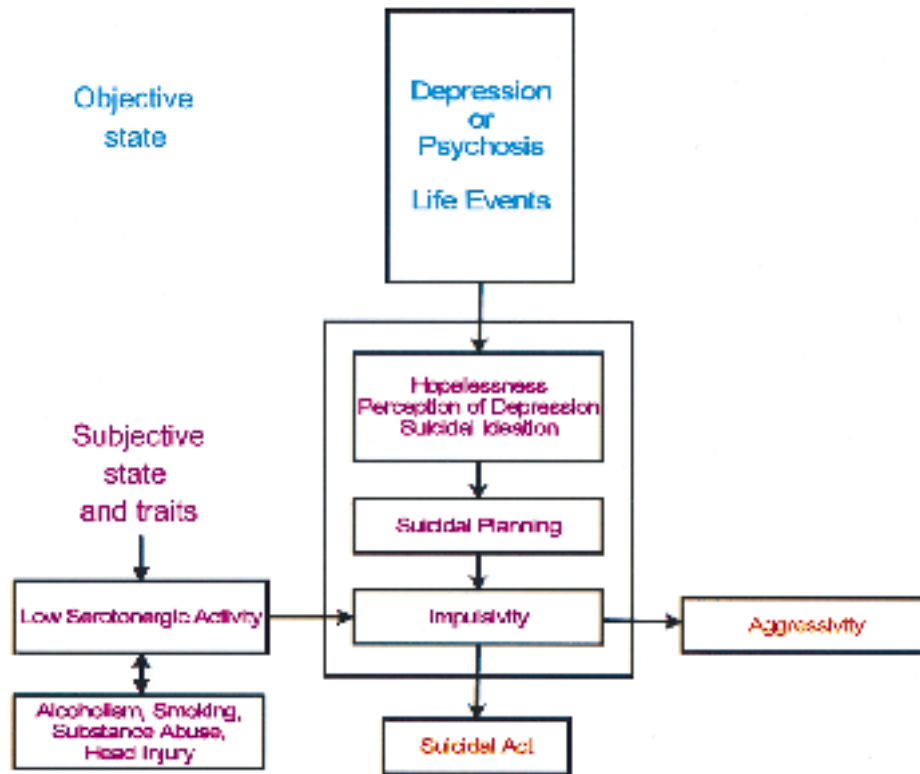 Objective
state
Depression
or
Psychosis
Life Events
Hopelessness
Perception of Depression
Suicidal Ideation
Subjective
state
and traits
Suicidal Planning
Low Serotonergic Activity
Impulsivity
Aggressivity
Alcoholism, Smoking,
Substance Abuse,
Head Injury
Suicidal Act